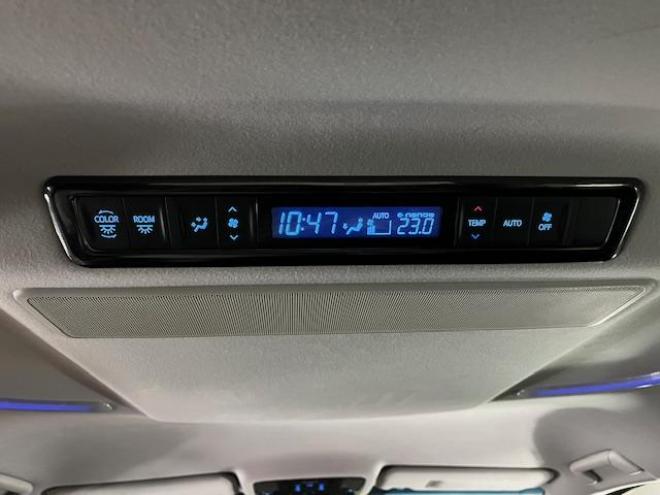 COLOR
ROOM
10:47
AUTO
nanoe
23.0
TEMP
AUTO
OFF